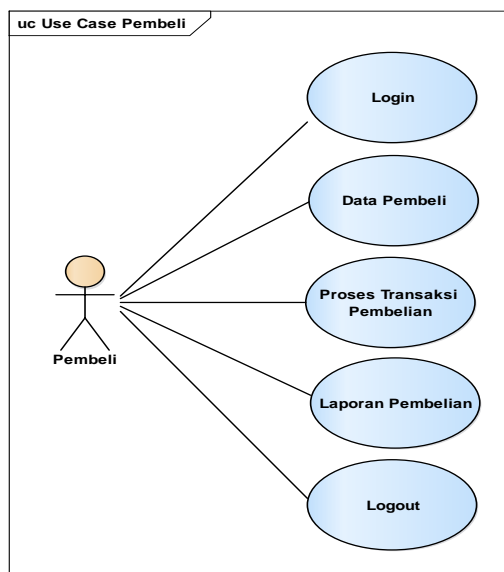 uc Use Case Pembeli
Login
Data Pembeli
Proses Transaksi
Pembelian
Pembeli
Laporan Pembelian
Logout